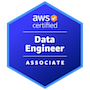 aws
certified
Data
Engineer
ASSOCIATE